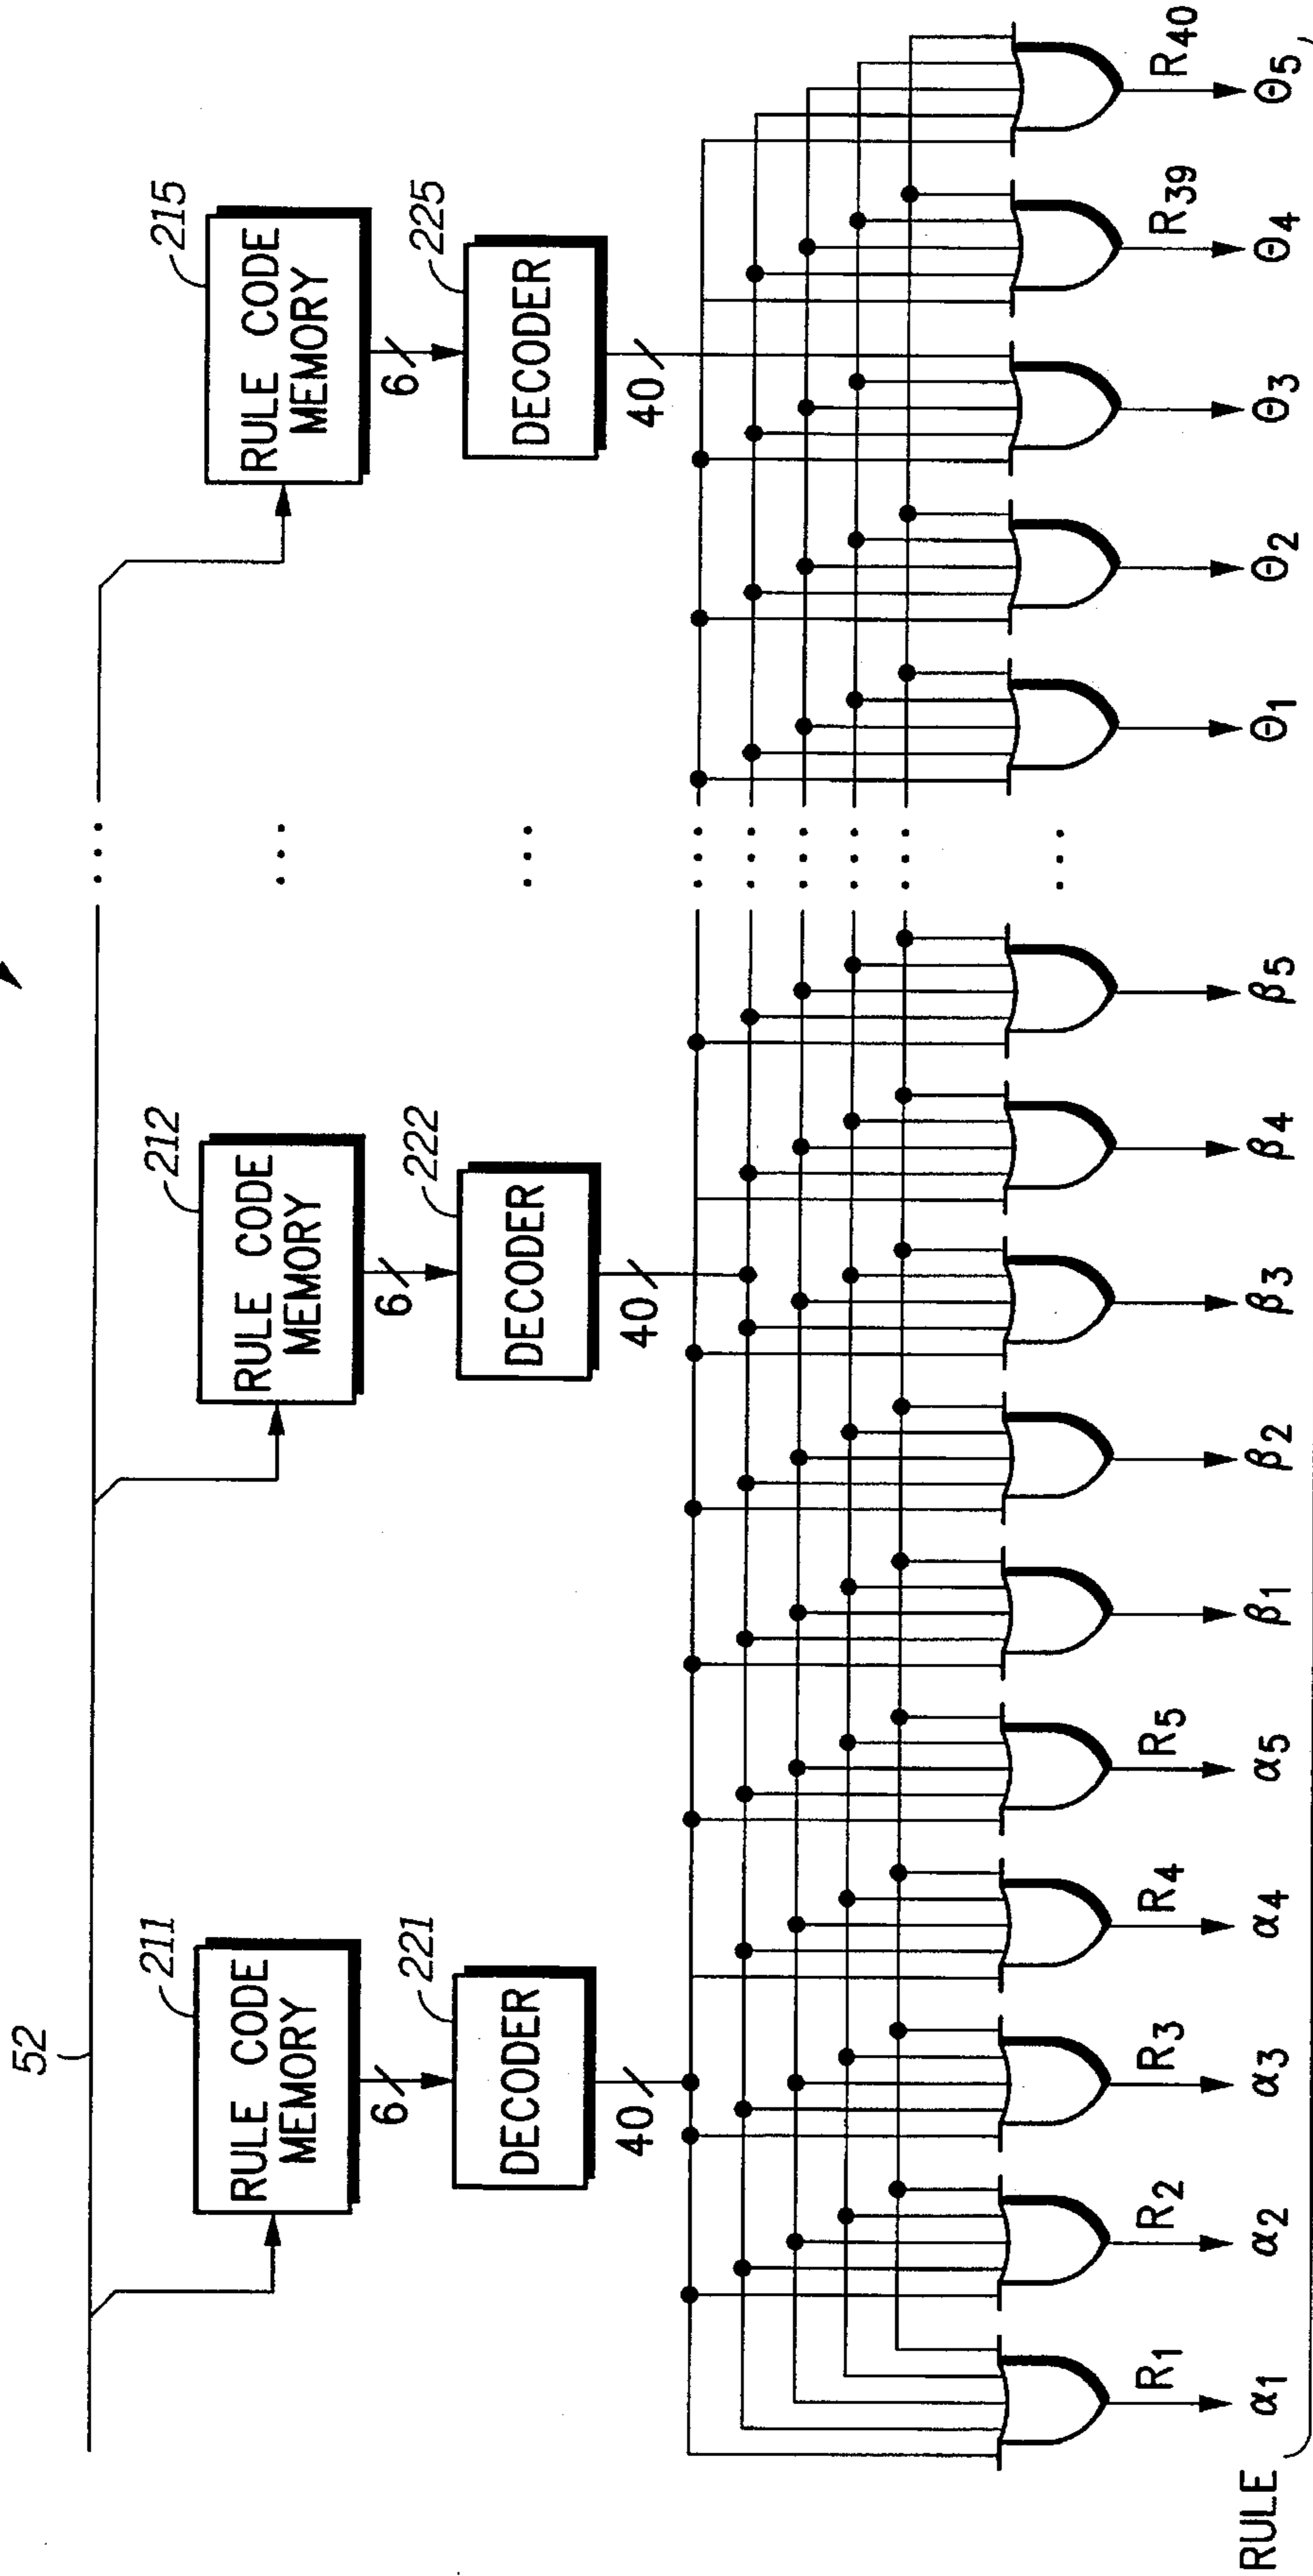 52
211
212
215
RULE CODE
MEMORY
RULE CODE
MEMORY
RULE CODE
MEMORY
6
6
6
221
222
225
DECODER
DECODER
DECODER
40
40
40
R1 R2 R3 R4 R5 R39 R40
RULE α1 α2 α3 α4 α5 β1 β2 β3 β4 β5 Θ1 Θ2 Θ3 Θ4 Θ5